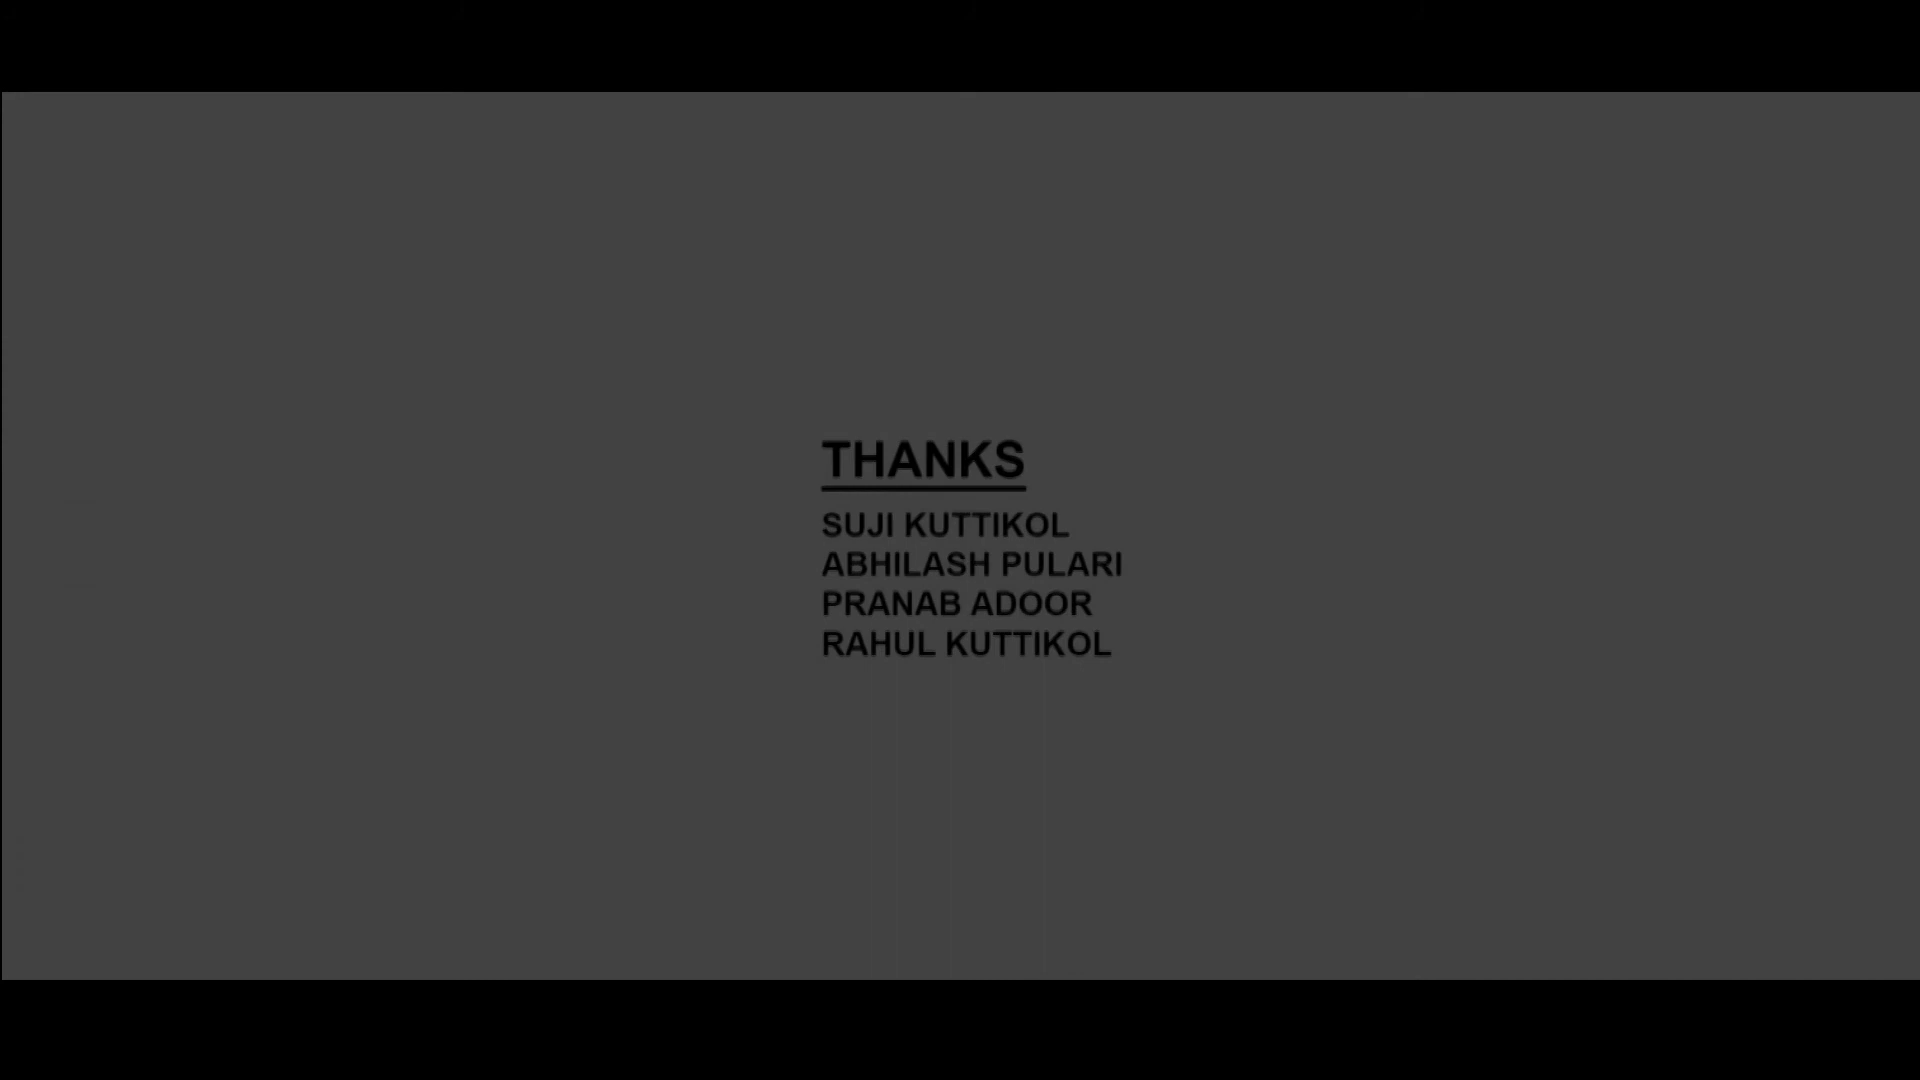 THANKS
SUJI KUTTIKOL
ABHILASH PULARI
PRANAB ADOOR
RAHUL KUTTIKOL